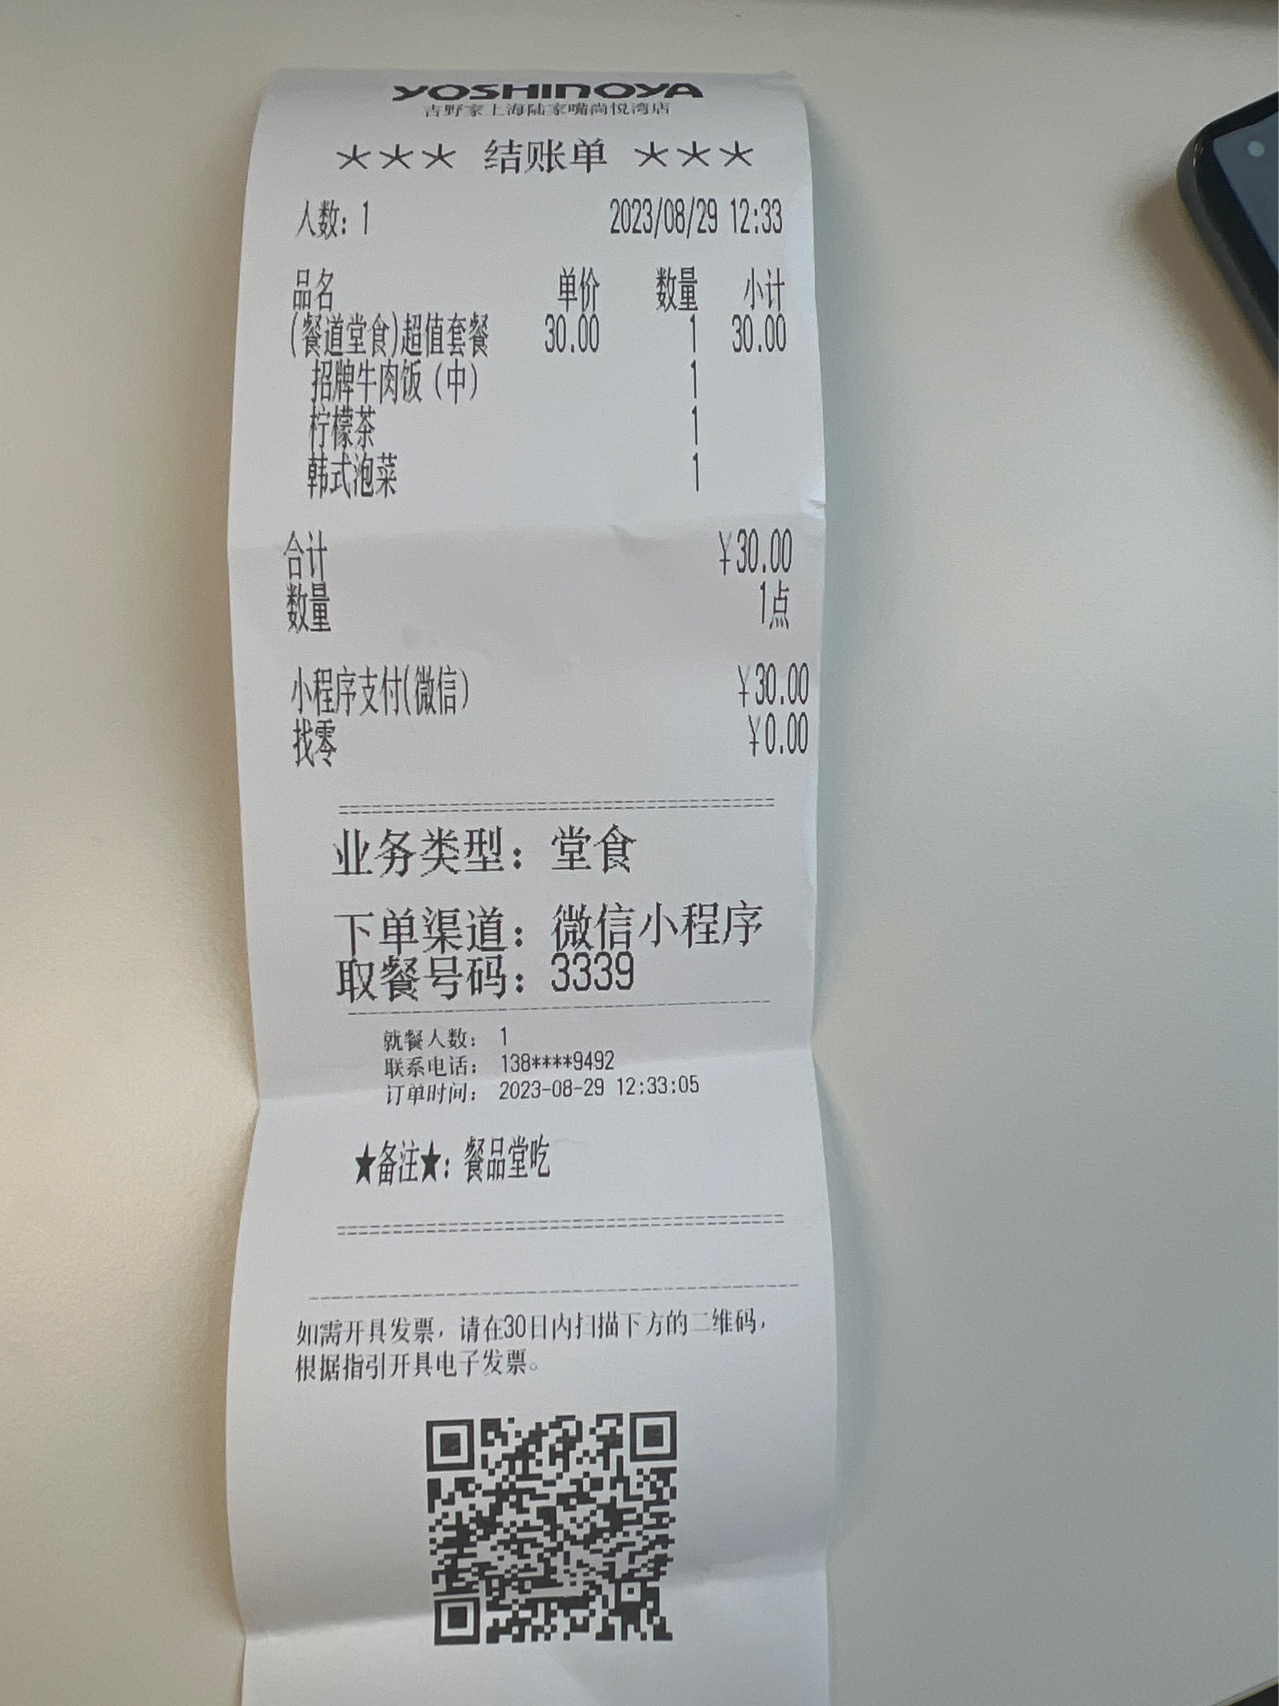 YOSHINOYA
吉野家上海陆家嘴尚悦湾店
*** 结账单 ***
人数: 1 2023/08/29 12:33
品名 单价 数量 小计
(餐道堂食)超值套餐 30.00 1 30.00
招牌牛肉饭（中） 1
柠檬茶 1
韩式泡菜 1
合计 ¥30.00
数量 1点
小程序支付(微信) ¥30.00
找零 ¥0.00
=======================================
业务类型：堂食
下单渠道：微信小程序
取餐号码：3339
---------------------------------------
就餐人数： 1
联系电话： 138****9492
订单时间： 2023-08-29 12:33:05
★备注★: 餐品堂吃
=======================================
---------------------------------------
如需开具发票，请在30日内扫描下方的二维码，
根据指引开具电子发票。